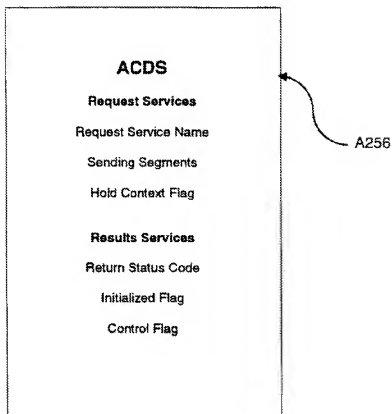 ACDS
Request Services
Request Service Name
Sending Segments
Hold Context Flag
Results Services
Return Status Code
Initialized Flag
Control Flag
A256